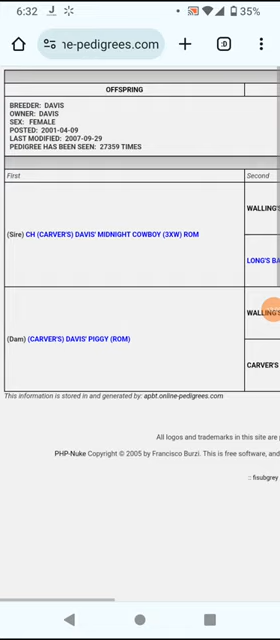 6:32
35%
ne-pedigrees.com
:D
OFFSPRING
BREEDER: DAVIS
OWNER: DAVIS
SEX: FEMALE
POSTED: 2001-04-09
LAST MODIFIED: 2007-09-29
PEDIGREE HAS BEEN SEEN: 27359 TIMES
First Second
WALLING'S
(Sire) CH (CARVER'S) DAVIS' MIDNIGHT COWBOY (3XW) ROM
LONG'S BA
WALLING'S
(Dam) (CARVER'S) DAVIS' PIGGY (ROM)
CARVER'S
This information is stored in and generated by: apbt.online-pedigrees.com
All logos and trademarks in this site are
PHP-Nuke Copyright © 2005 by Francisco Burzi. This is free software, and
:: fisubgrey